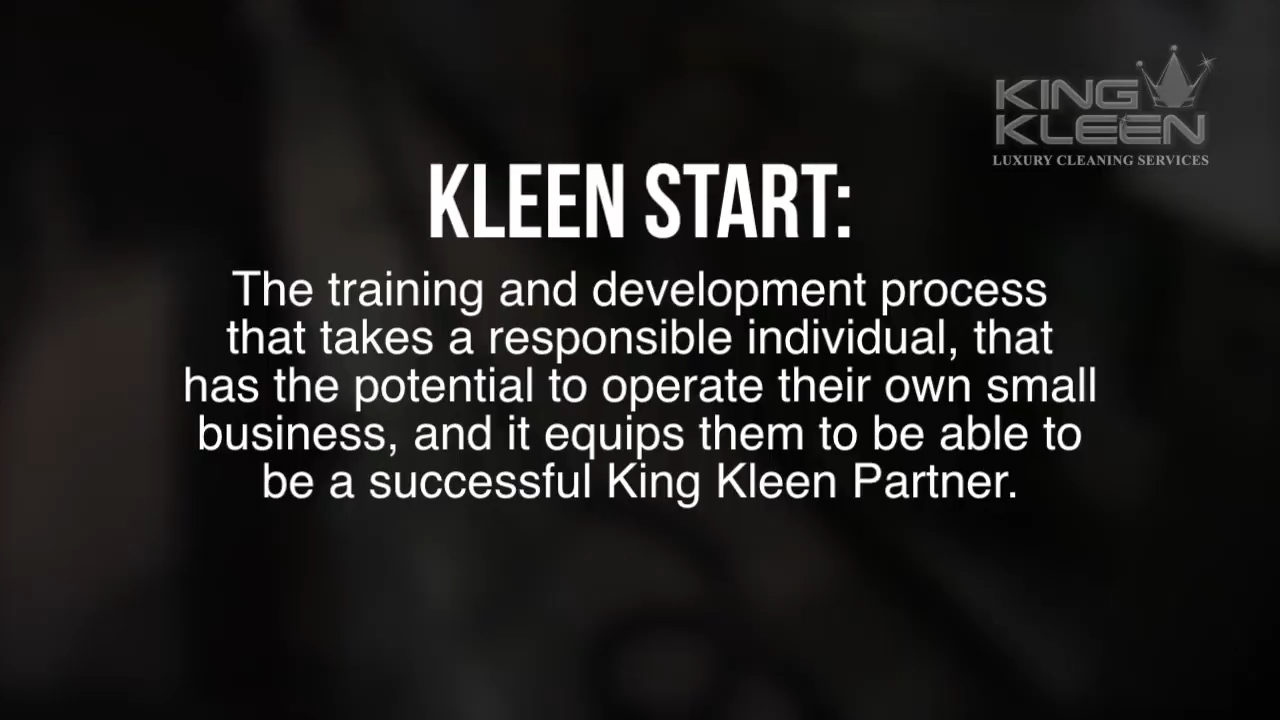 KING
KLEEN
LUXURY CLEANING SERVICES
KLEEN START:
The training and development process
that takes a responsible individual, that
has the potential to operate their own small
business, and it equips them to be able to
be a successful King Kleen Partner.